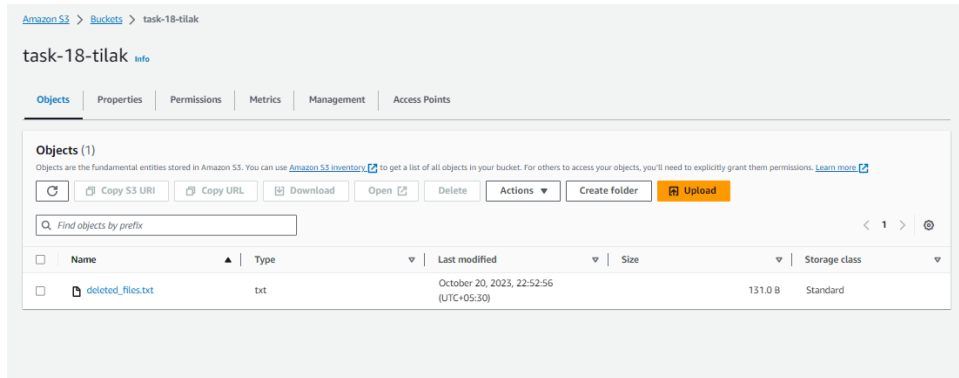 Amazon S3 > Buckets > task-18-tilak
task-18-tilak Info
Objects Properties Permissions Metrics Management Access Points
Objects (1)
Objects are the fundamental entities stored in Amazon S3. You can use Amazon S3 inventory to get a list of all objects in your bucket. For others to access your objects, you'll need to explicitly grant them permissions. Learn more
Copy S3 URI Copy URL Download Open Delete Actions Create folder Upload
Find objects by prefix < 1 >
Name Type Last modified Size Storage class
deleted_files.txt txt October 20, 2023, 22:52:56 131.0 B Standard
(UTC+05:30)